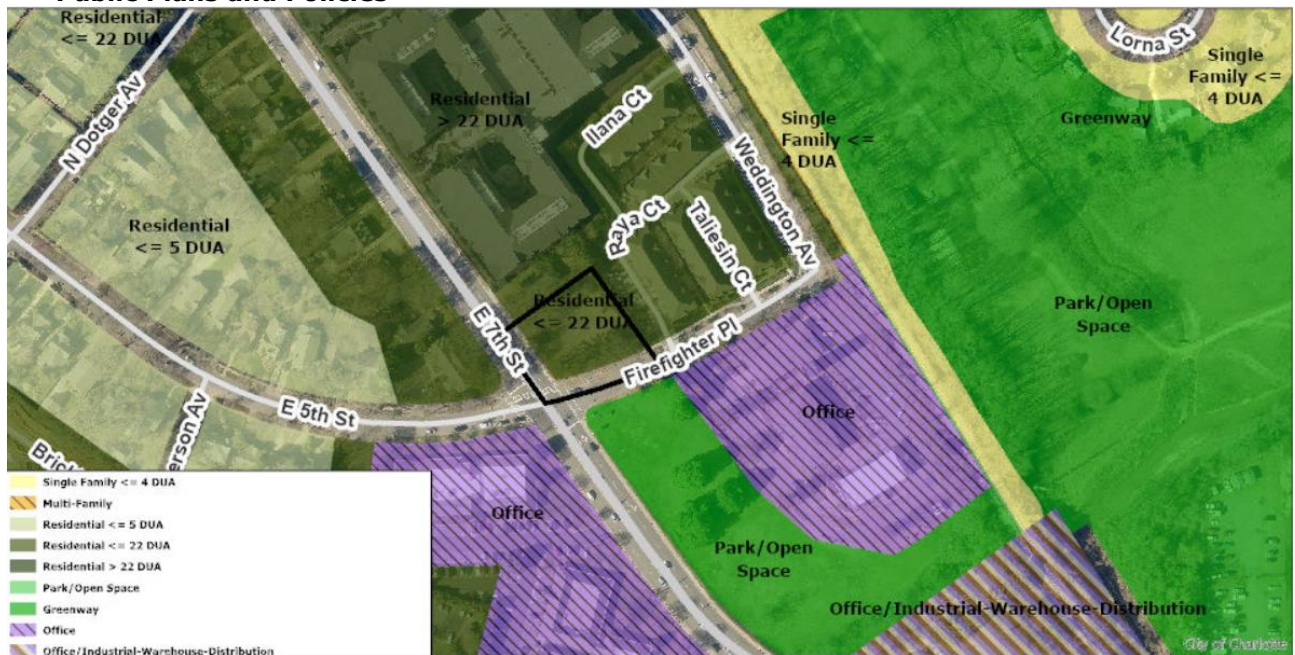 Public Plans and Policies
Residential
<= 22 DUA
Lorna St
Single
Family <=
4 DUA
N Dotger Av
Residential
> 22 DUA
Ilana Ct
Single
Family <=
4 DUA
Greenway
Weddington Av
Residential
<= 5 DUA
Raya Ct
Taliesin Ct
Residential
<= 22 DUA
Park/Open
Space
E 7th St
Firefighter Pl
E 5th St
Office
erson Av
Office
Park/Open
Space
Office/Industrial-Warehouse-Distribution
Single Family <= 4 DUA
Multi-Family
Residential <= 5 DUA
Residential <= 22 DUA
Residential > 22 DUA
Park/Open Space
Greenway
Office
Office/Industrial-Warehouse-Distribution
City of Charlotte